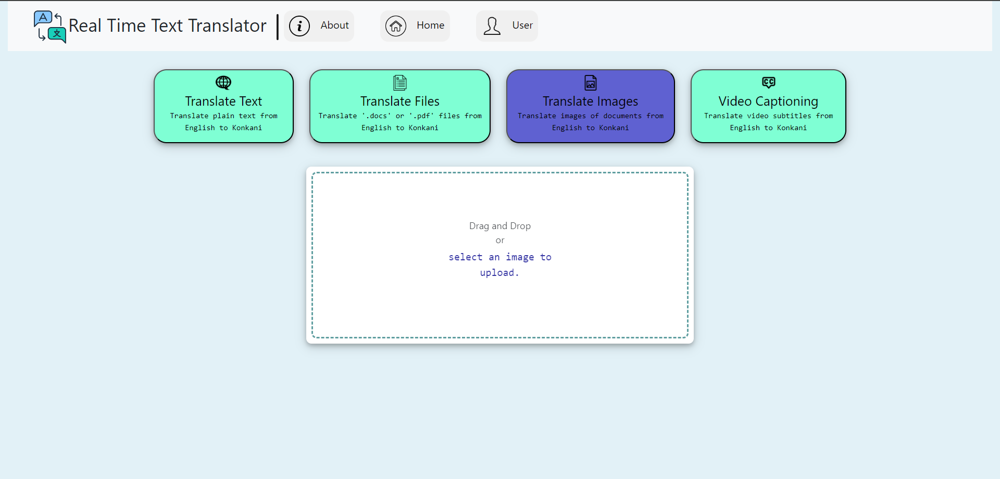 A
文
Real Time Text Translator
i
About
Home
User
Translate Text
Translate plain text from
English to Konkani
Translate Files
Translate '.docs' or '.pdf' files from
English to Konkani
Translate Images
Translate images of documents from
English to Konkani
CC
Video Captioning
Translate video subtitles from
English to Konkani
Drag and Drop
or
select an image to
upload.